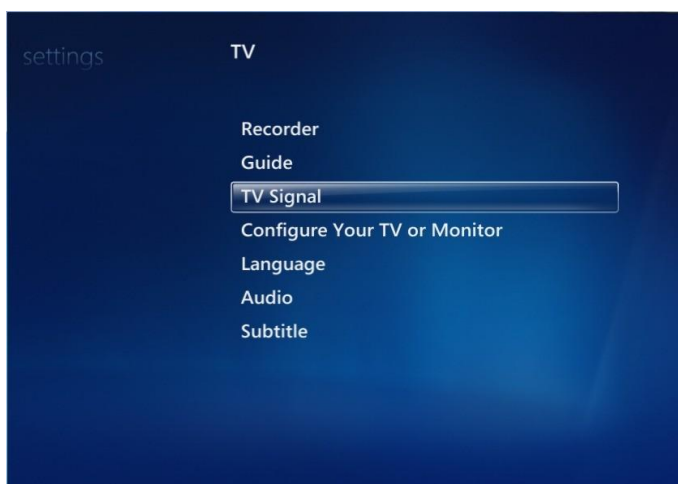 settings
TV
Recorder
Guide
TV Signal
Configure Your TV or Monitor
Language
Audio
Subtitle